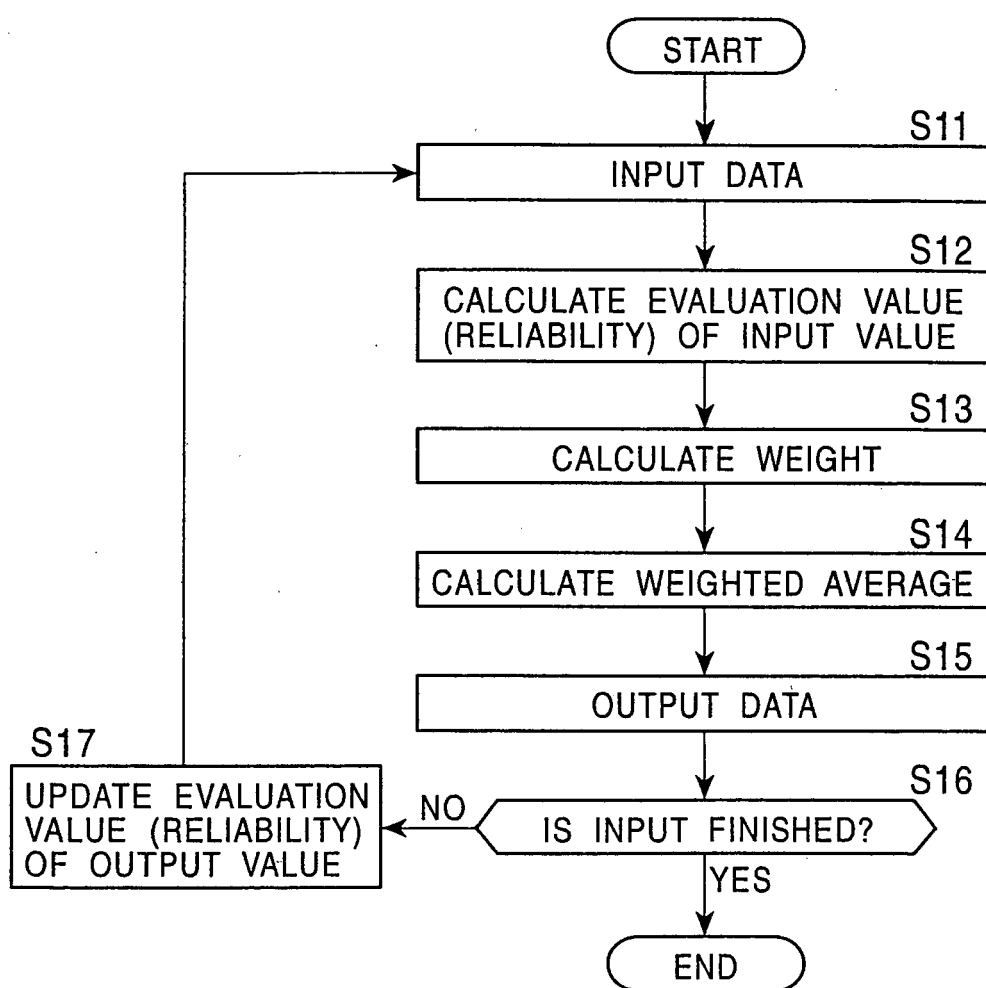 START
S11
INPUT DATA
S12
CALCULATE EVALUATION VALUE
(RELIABILITY) OF INPUT VALUE
S13
CALCULATE WEIGHT
S14
CALCULATE WEIGHTED AVERAGE
S15
OUTPUT DATA
S16
IS INPUT FINISHED?
NO
S17
UPDATE EVALUATION
VALUE (RELIABILITY)
OF OUTPUT VALUE
YES
END